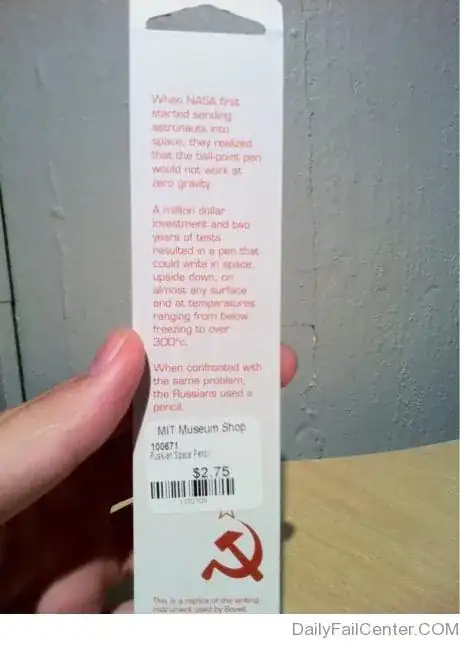 When NASA first
started sending
astronauts into
space, they realized
that the ball-point pen
would not work at
zero gravity.
A million dollar
investment and two
years of tests
resulted in a pen that
could write in space,
upside down, on
almost any surface
and at temperatures
ranging from below
freezing to over
300°c.
When confronted with
the same problem,
the Russians used a
pencil.
MIT Museum Shop
100671
Russian Space Pencil
$2.75
This is a replica of the writing
instrument used by Soviet
DailyFailCenter.COM